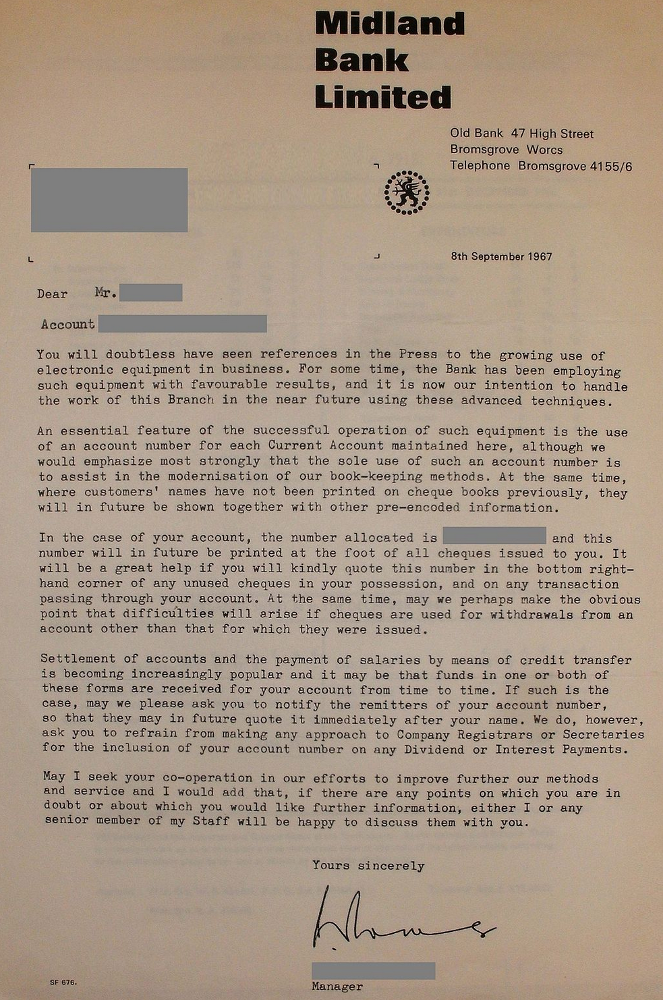 Midland
Bank
Limited
Old Bank 47 High Street
Bromsgrove Worcs
Telephone Bromsgrove 4155/6
8th September 1967
Dear Mr.
Account
You will doubtless have seen references in the Press to the growing use of
electronic equipment in business. For some time, the Bank has been employing
such equipment with favourable results, and it is now our intention to handle
the work of this Branch in the near future using these advanced techniques.
An essential feature of the successful operation of such equipment is the use
of an account number for each Current Account maintained here, although we
would emphasize most strongly that the sole use of such an account number is
to assist in the modernisation of our book-keeping methods. At the same time,
where customers' names have not been printed on cheque books previously, they
will in future be shown together with other pre-encoded information.
In the case of your account, the number allocated is and this
number will in future be printed at the foot of all cheques issued to you. It
will be a great help if you will kindly quote this number in the bottom right-
hand corner of any unused cheques in your possession, and on any transaction
passing through your account. At the same time, may we perhaps make the obvious
point that difficulties will arise if cheques are used for withdrawals from an
account other than that for which they were issued.
Settlement of accounts and the payment of salaries by means of credit transfer
is becoming increasingly popular and it may be that funds in one or both of
these forms are received for your account from time to time. If such is the
case, may we please ask you to notify the remitters of your account number,
so that they may in future quote it immediately after your name. We do, however,
ask you to refrain from making any approach to Company Registrars or Secretaries
for the inclusion of your account number on any Dividend or Interest Payments.
May I seek your co-operation in our efforts to improve further our methods
and service and I would add that, if there are any points on which you are in
doubt or about which you would like further information, either I or any
senior member of my Staff will be happy to discuss them with you.
Yours sincerely
Manager
SF 676.